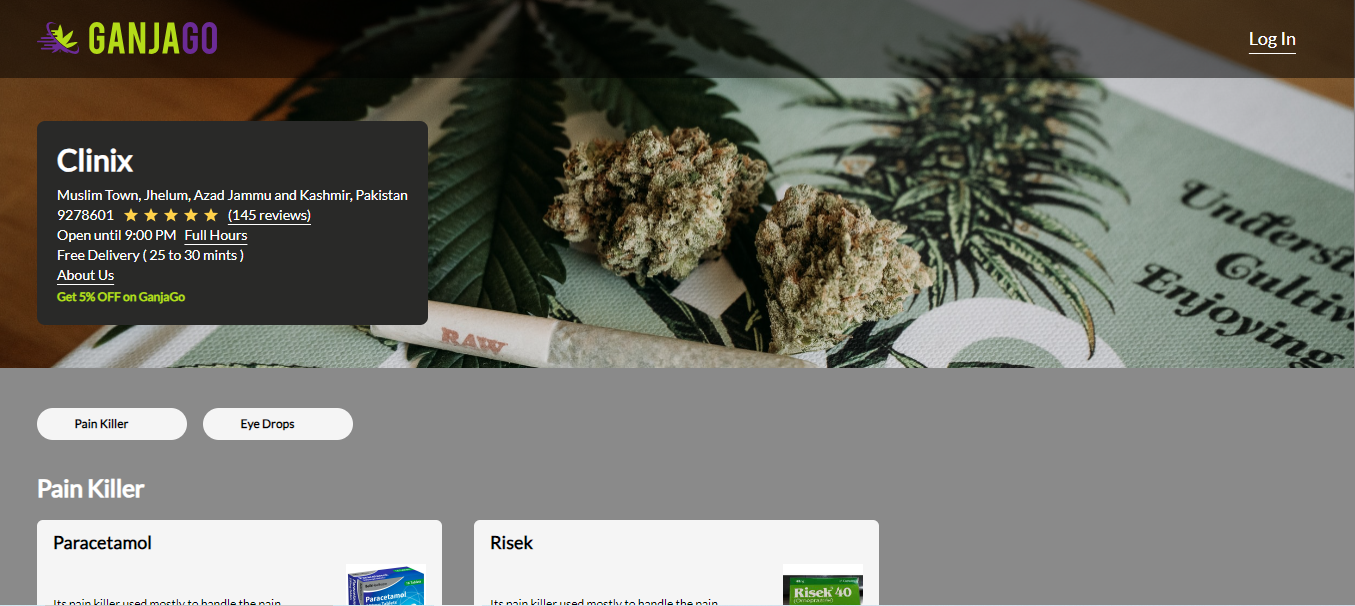 GANJAGO
Log In
Clinix
Muslim Town, Jhelum, Azad Jammu and Kashmir, Pakistan
9278601 (145 reviews)
Open until 9:00 PM Full Hours
Free Delivery ( 25 to 30 mints )
About Us
Get 5% OFF on GanjaGo
RAW
Enjoying
Pain Killer Eye Drops
Pain Killer
Paracetamol
Risek
Paracetamol
Risek 40
Its pain killer used mostly to handle the pain
Its pain killer used mostly to handle the pain